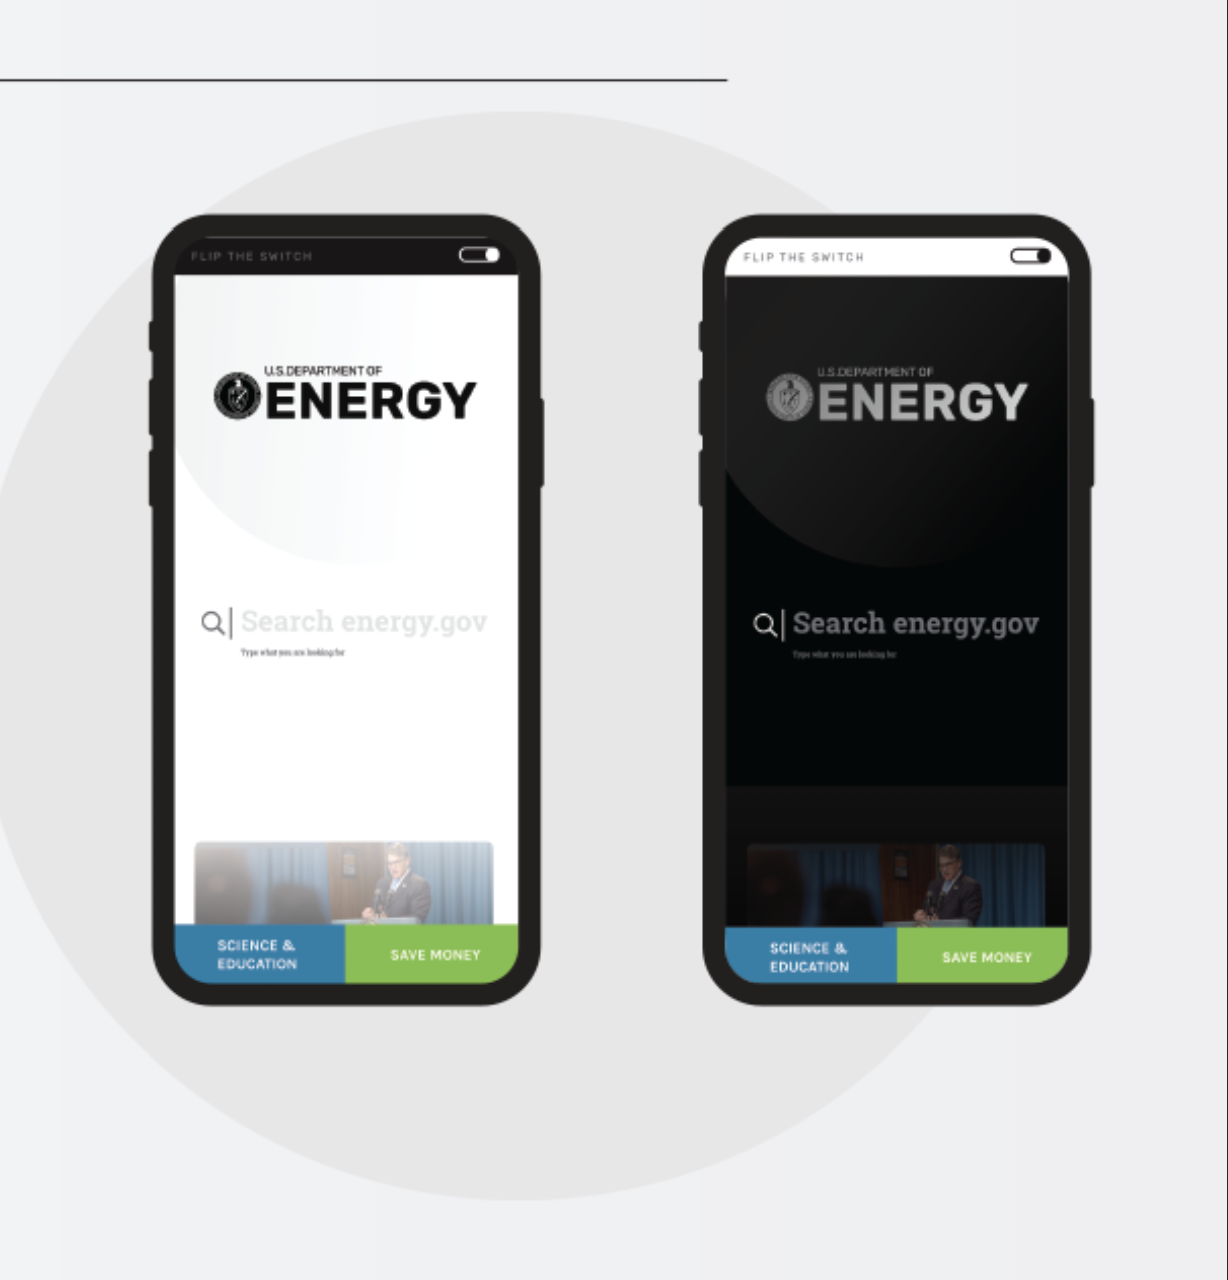 FLIP THE SWITCH
U.S.DEPARTMENT OF
ENERGY
Search energy.gov
Type what you are looking for
SCIENCE &
EDUCATION
SAVE MONEY
FLIP THE SWITCH
U.S.DEPARTMENT OF
ENERGY
Search energy.gov
Type what you are looking for
SCIENCE &
EDUCATION
SAVE MONEY